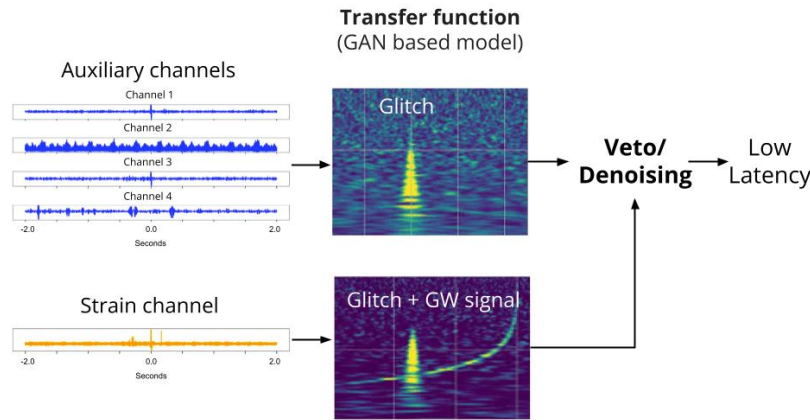 Transfer function
(GAN based model)
Auxiliary channels
Channel 1
Channel 2
Channel 3
Channel 4
-2.0 0.0 2.0
Seconds
Glitch
Veto/
Denoising
Low
Latency
Strain channel
-2.0 0.0 2.0
Seconds
Glitch + GW signal